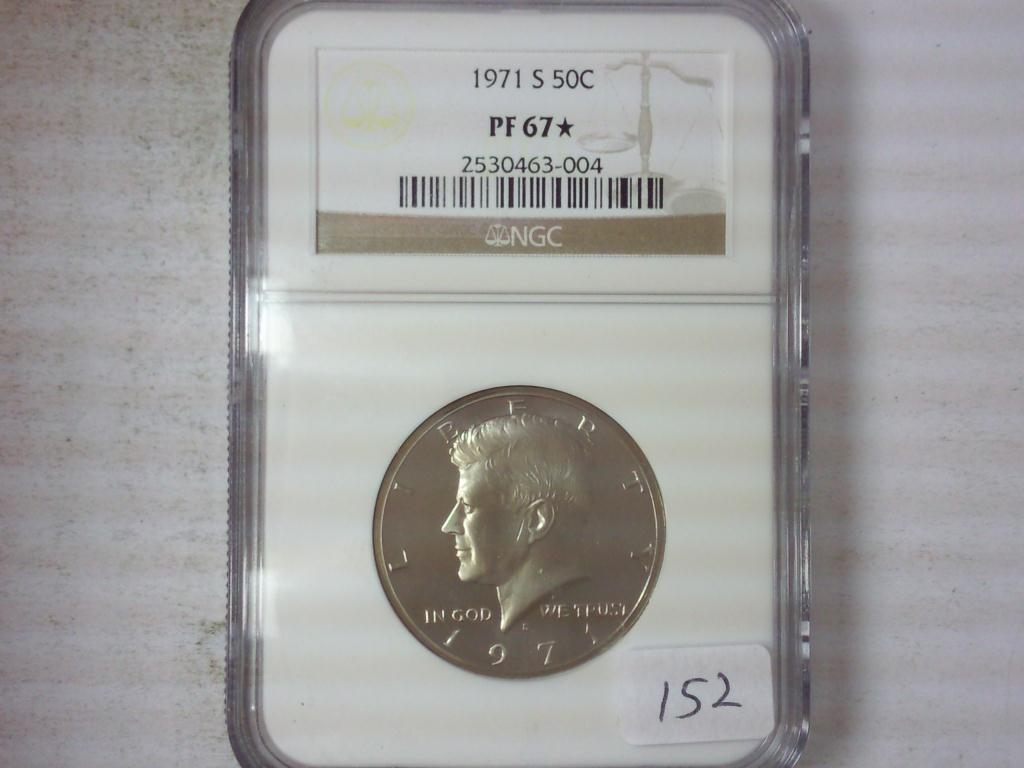 1971 S 50C
PF 67★
2530463-004
NGC
LIBERTY
IN GOD WE TRUST
1971
152